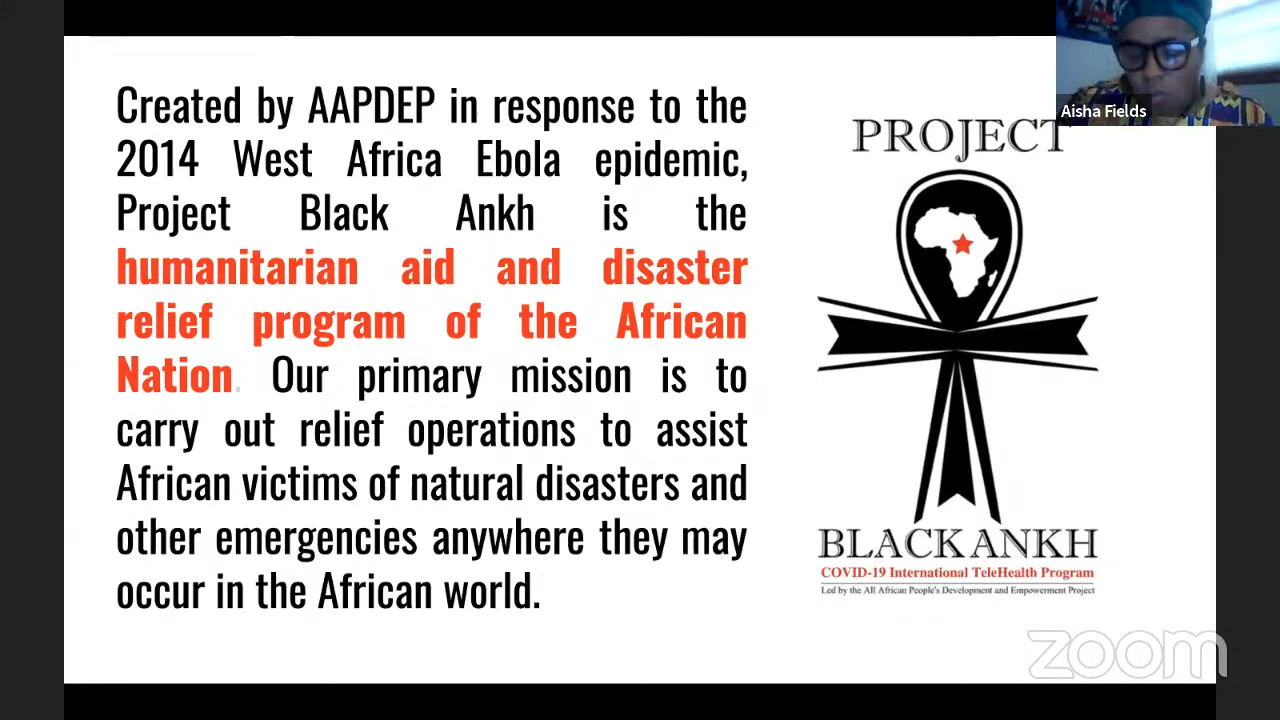 Created by AAPDEP in response to the
2014 West Africa Ebola epidemic,
Project Black Ankh is the
humanitarian aid and disaster
relief program of the African
Nation. Our primary mission is to
carry out relief operations to assist
African victims of natural disasters and
other emergencies anywhere they may
occur in the African world.
Aisha Fields
PROJECT
BLACK ANKH
COVID-19 International TeleHealth Program
Led by the All African People's Development and Empowerment Project
zoom